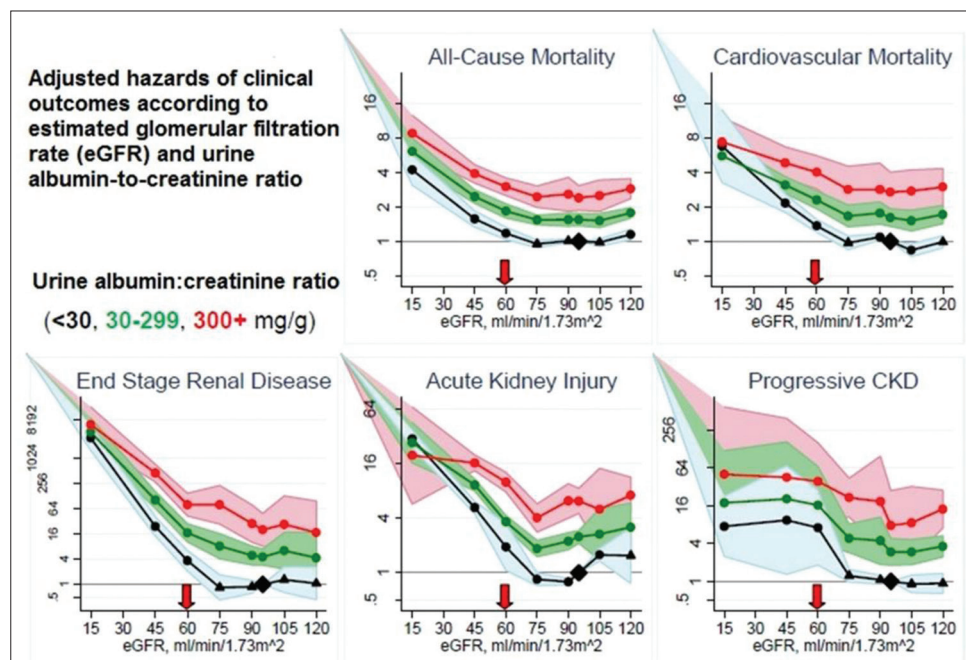 Adjusted hazards of clinical
outcomes according to
estimated glomerular filtration
rate (eGFR) and urine
albumin-to-creatinine ratio
Urine albumin:creatinine ratio
(<30, 30-299, 300+ mg/g)
All-Cause Mortality
16
8
4
2
1
.5
15 45 60 75 90 105 120
eGFR, ml/min/1.73m^2
Cardiovascular Mortality
16
8
4
2
1
.5
15 45 60 75 90 105 120
eGFR, ml/min/1.73m^2
End Stage Renal Disease
8192
1024
256
64
16
4
1
.5
15 45 60 75 90 105 120
eGFR, ml/min/1.73m^2
Acute Kidney Injury
64
16
4
1
.5
15 45 60 75 90 105 120
eGFR, ml/min/1.73m^2
Progressive CKD
256
64
16
4
1
.5
15 45 60 75 90 105 120
eGFR, ml/min/1.73m^2